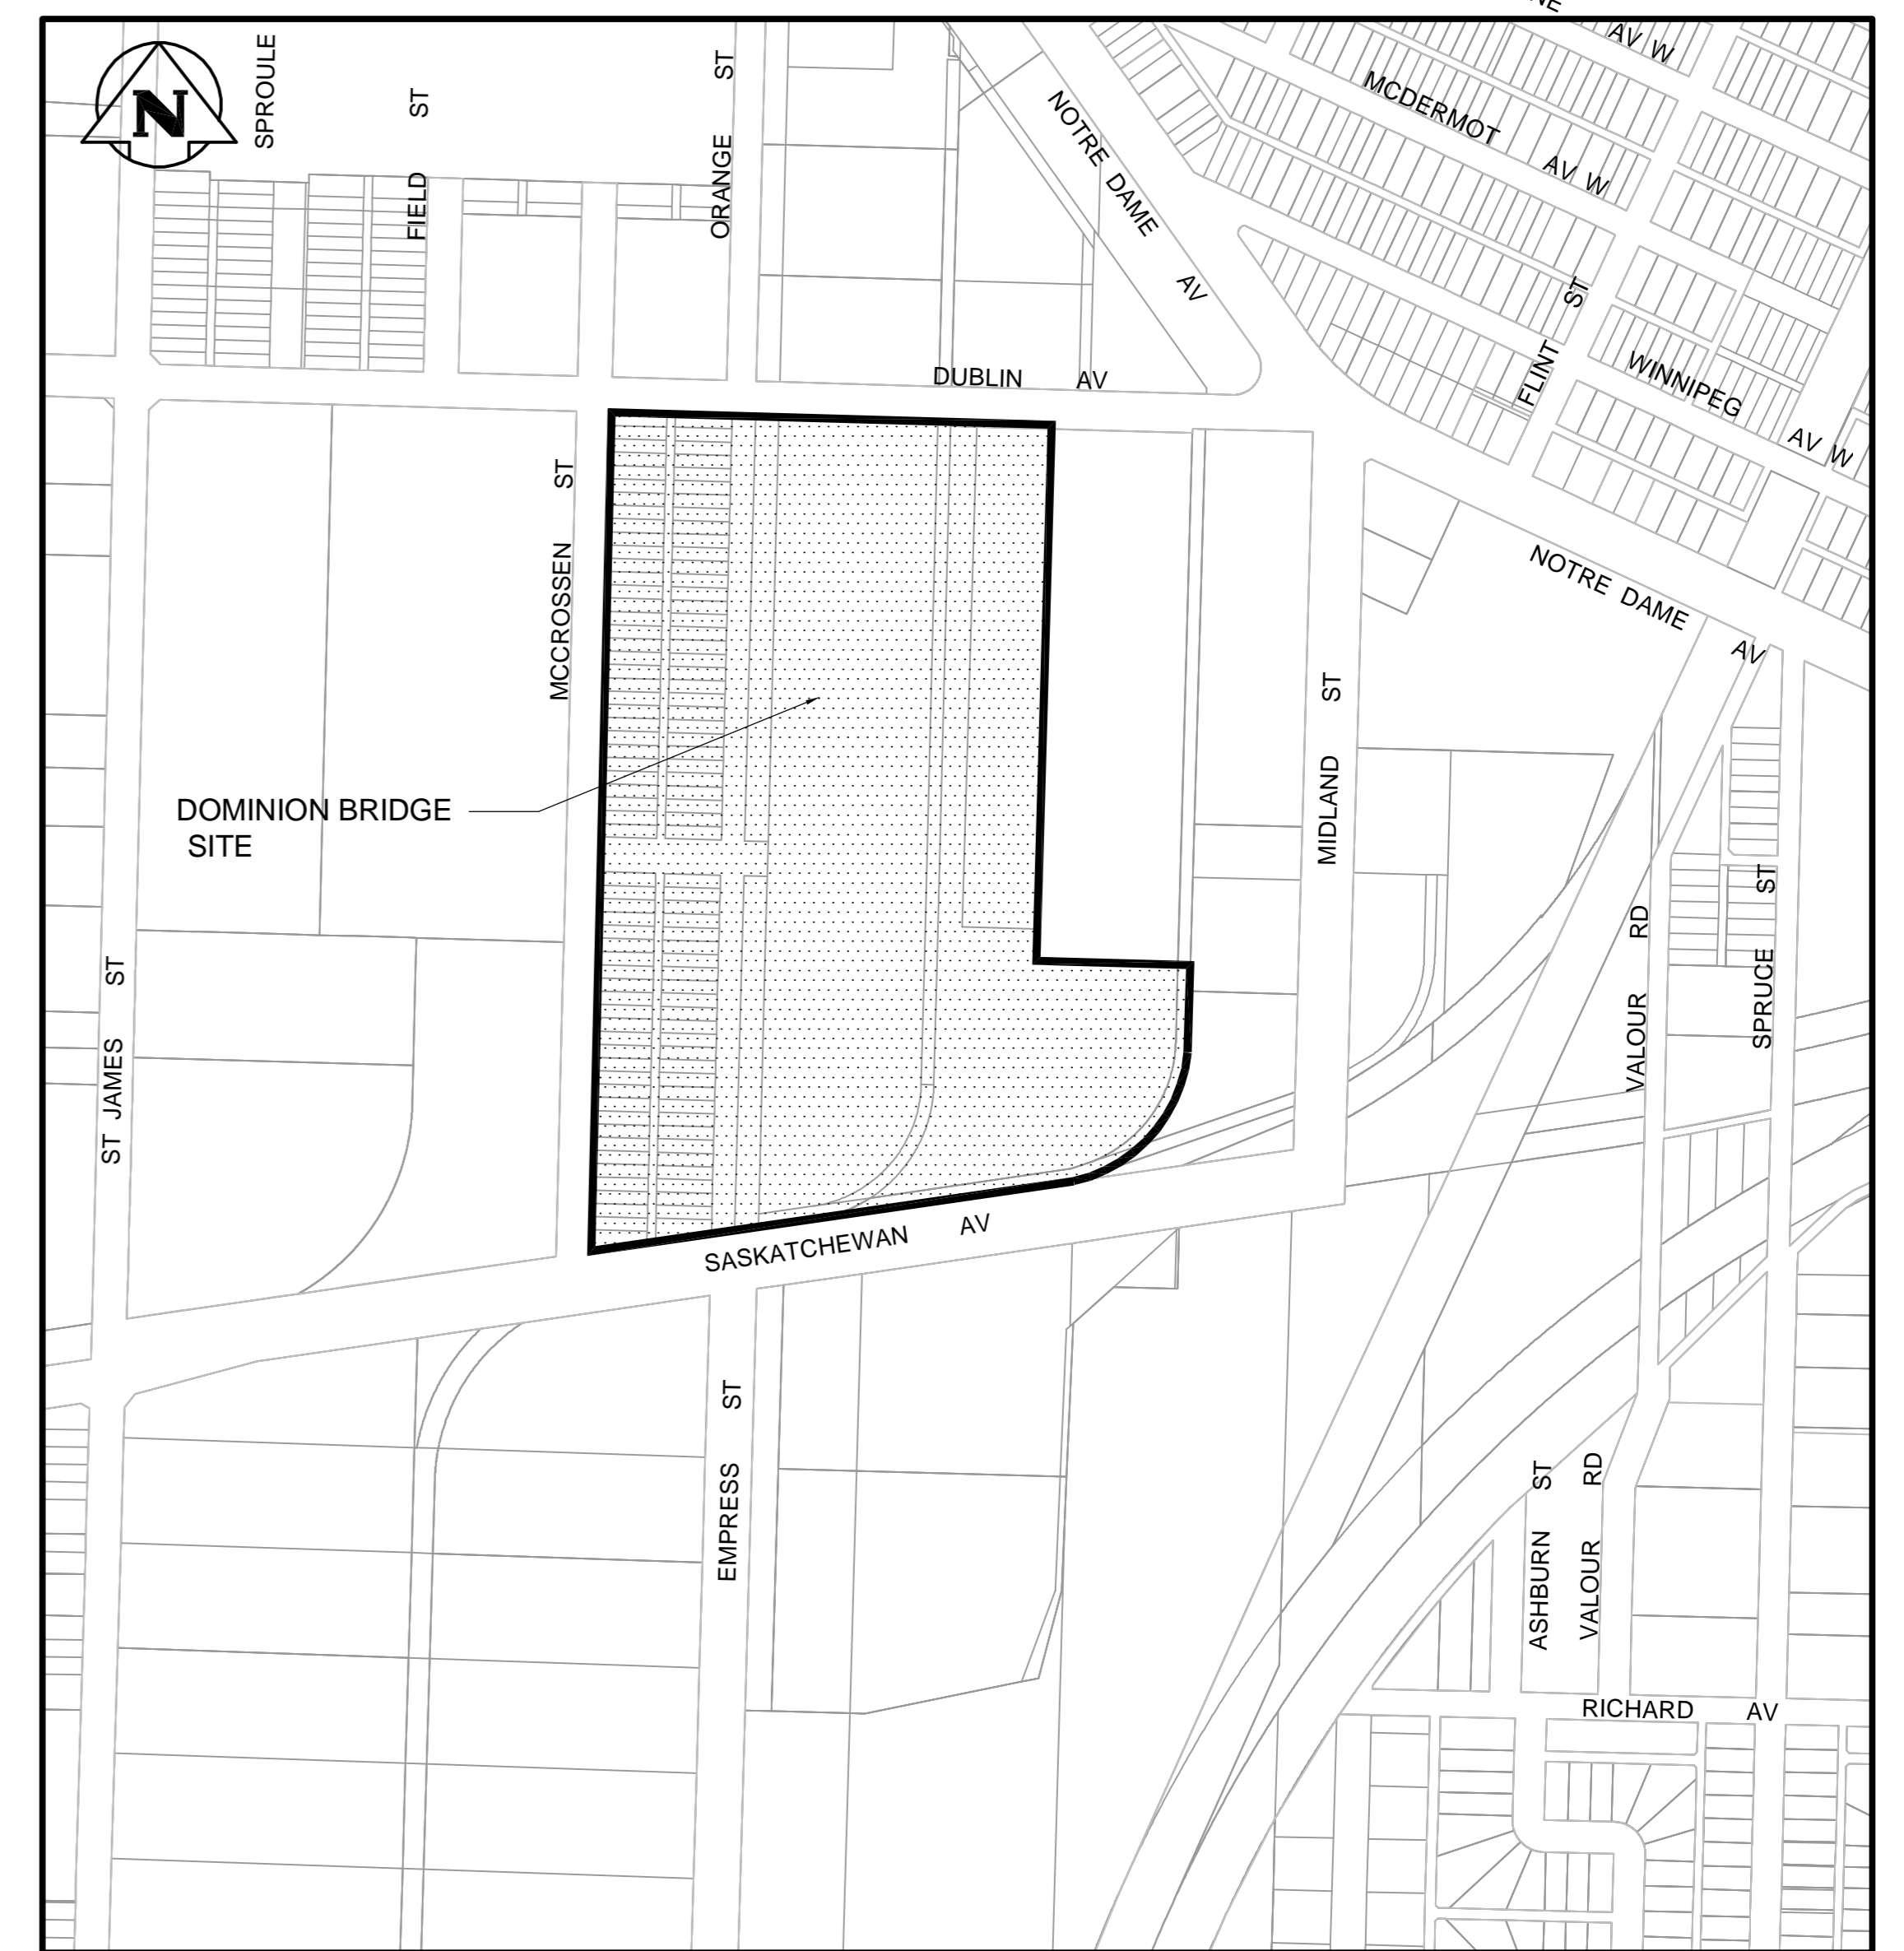 NE
AV W
SPROULE
FIELD ST
ORANGE ST
N
NOTRE DAME AV
MCDERMOT AV W
DUBLIN AV
FLINT ST
WINNIPEG AV W
MCCROSSEN ST
NOTRE DAME AV
MIDLAND ST
DOMINION BRIDGE
SITE
ST JAMES ST
VALOUR RD
SPRUCE ST
SASKATCHEWAN AV
EMPRESS ST
ASHBURN ST
VALOUR RD
RICHARD AV